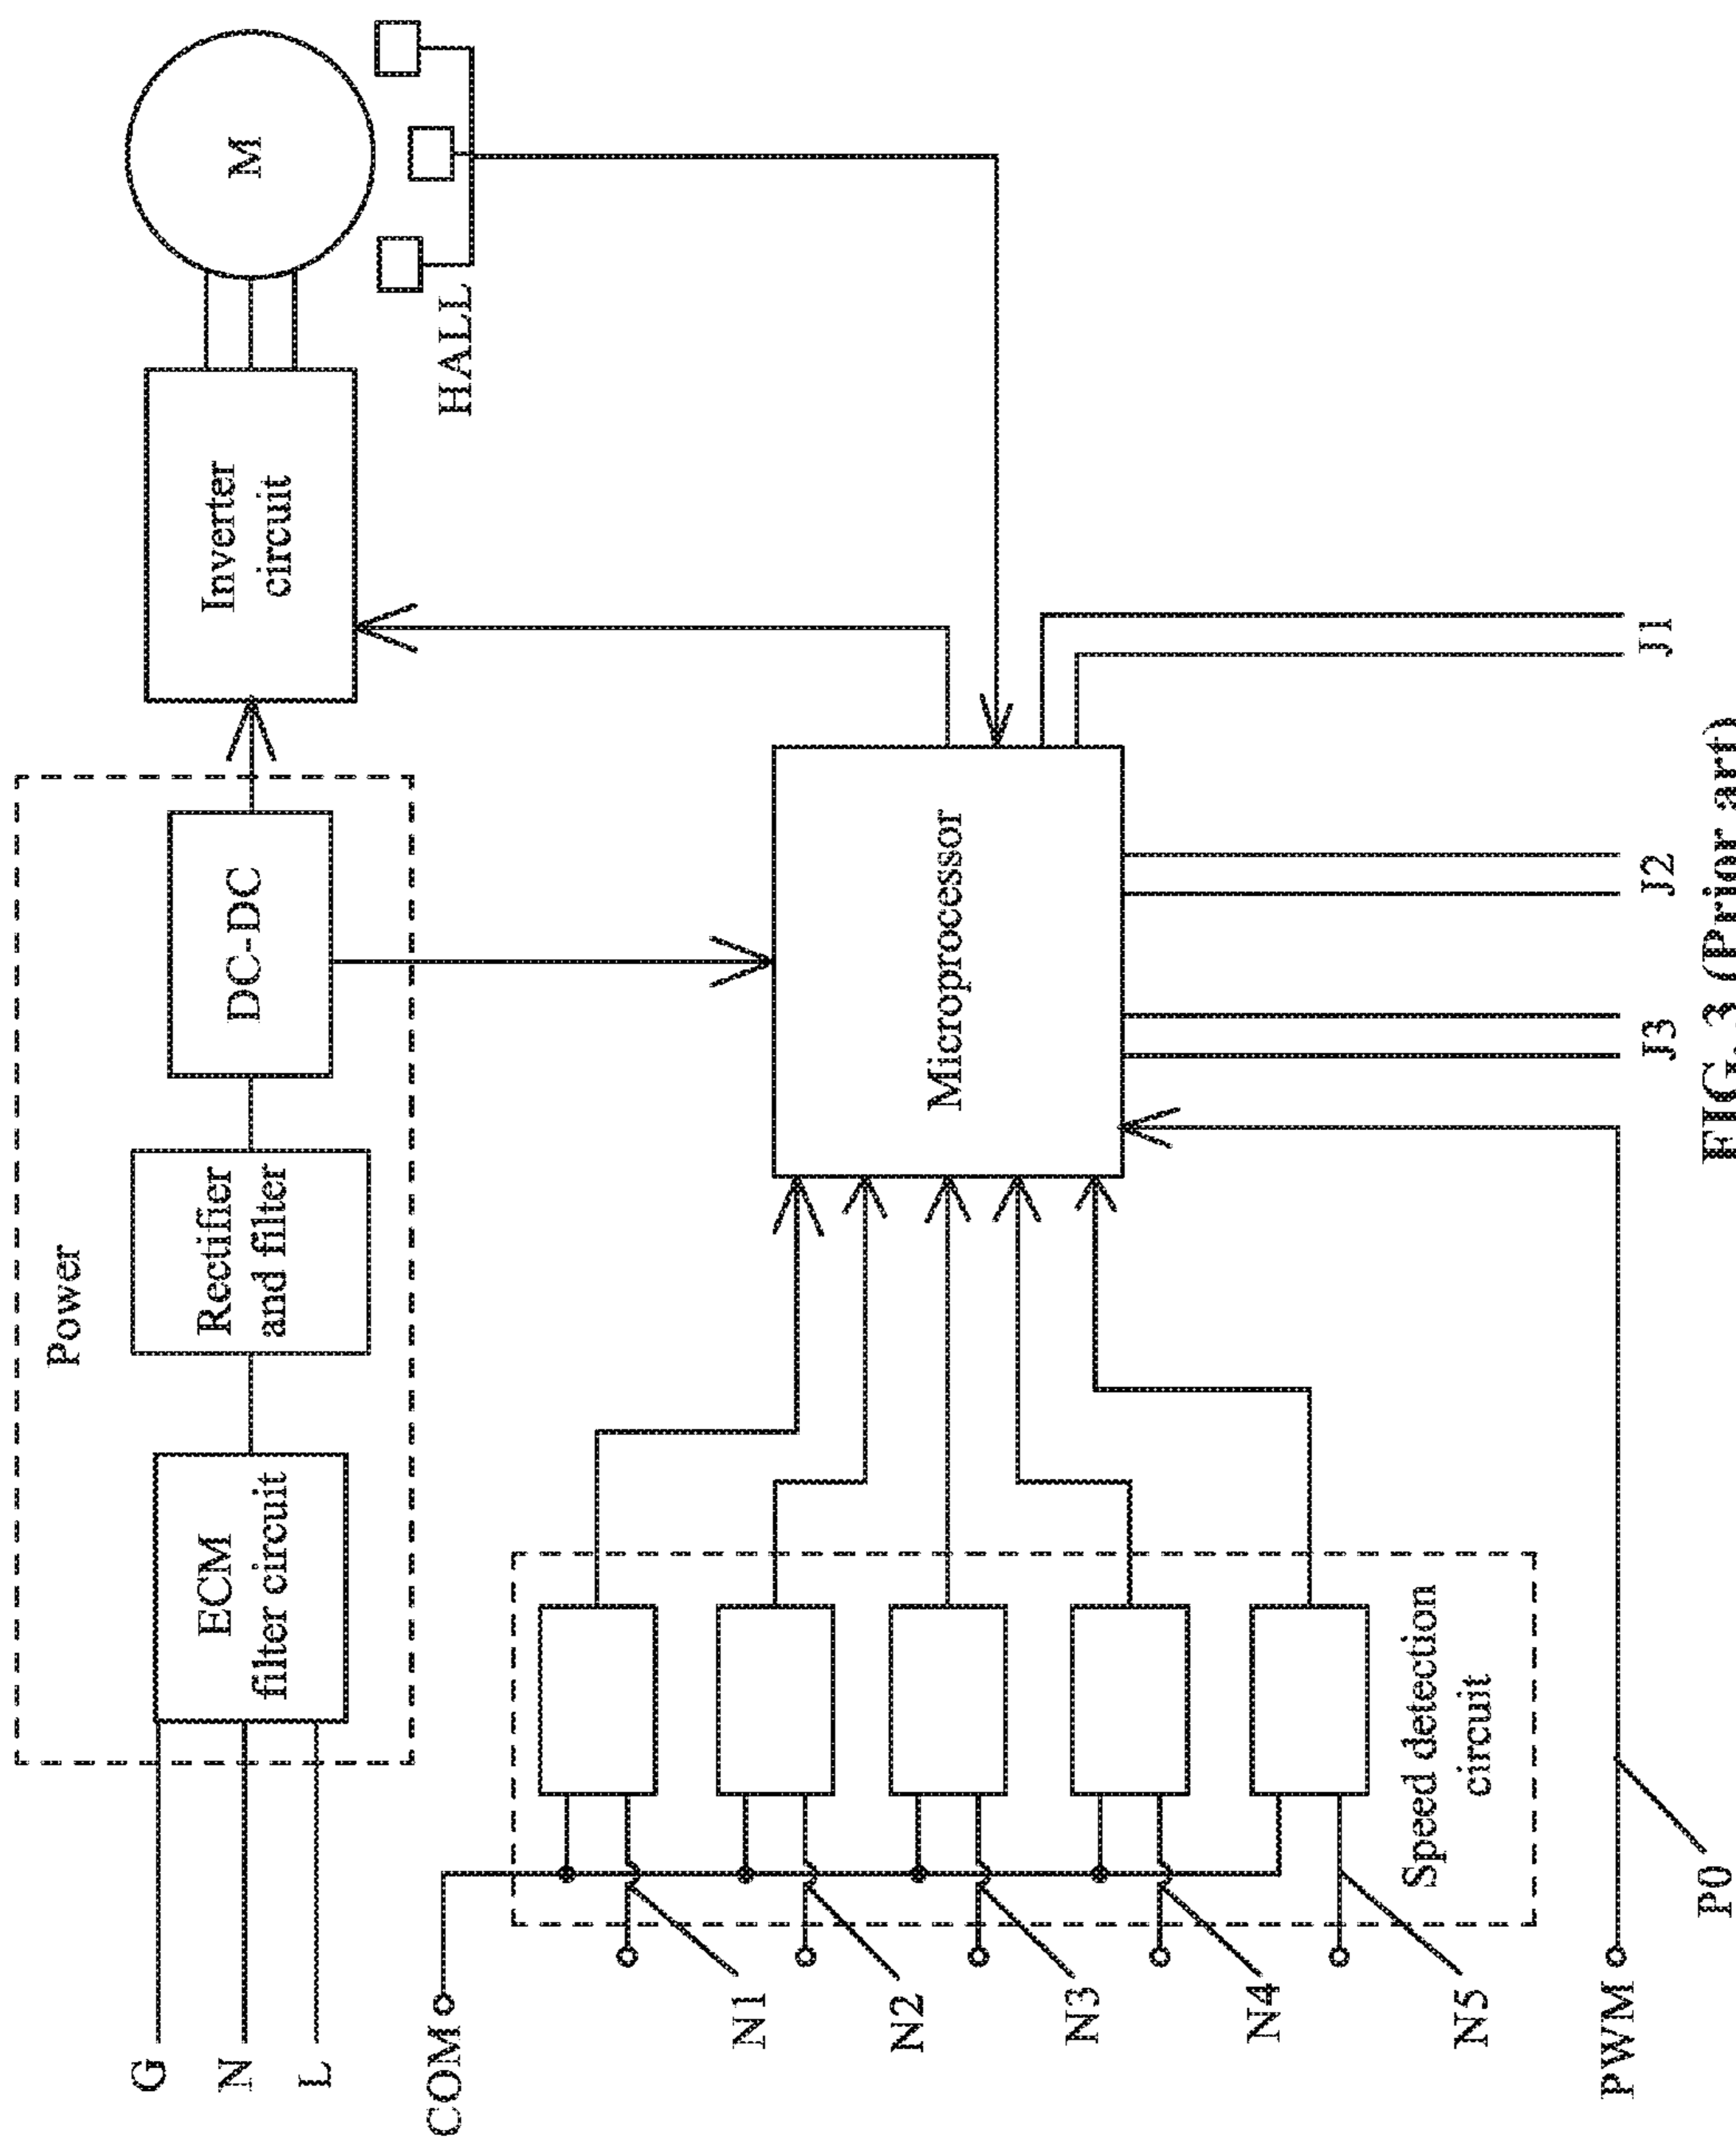 G
N
L
ECM
filter circuit
Rectifier
and filter
DC-DC
Power
Inverter
circuit
M
HALL
COM
N1
N2
N3
N4
N5
Speed detection
circuit
Microprocessor
PWM
P0
J3
J2
J1
FIG. 3 (Prior art)